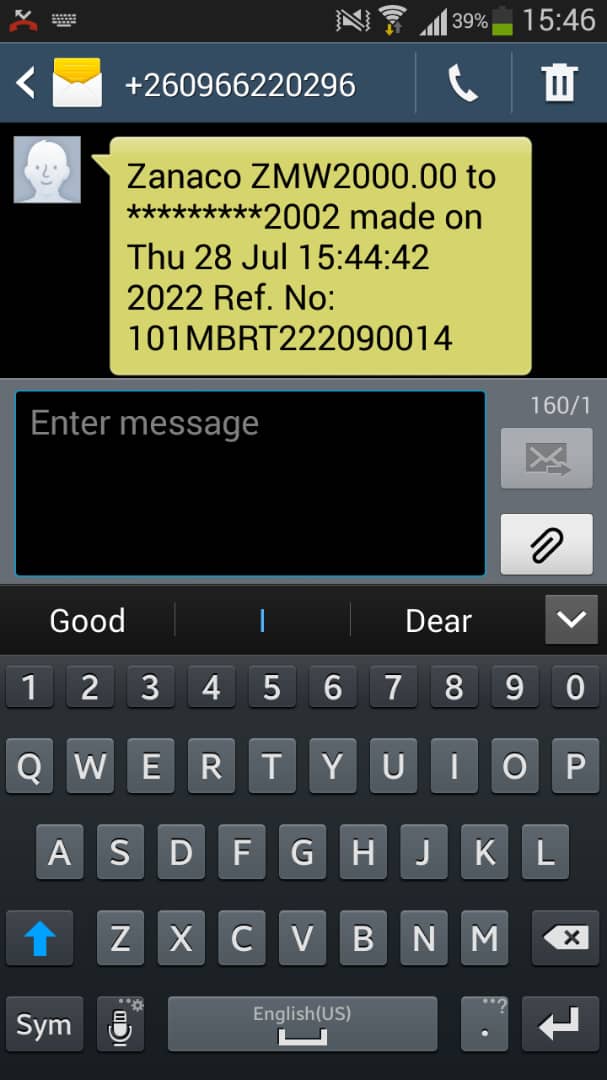 39% 15:46
+260966220296
Zanaco ZMW2000.00 to
*********2002 made on
Thu 28 Jul 15:44:42
2022 Ref. No:
101MBRT222090014
160/1
Enter message
Good I Dear
1 2 3 4 5 6 7 8 9 0
Q W E R T Y U I O P
A S D F G H J K L
Z X C V B N M
Sym English(US) . ?